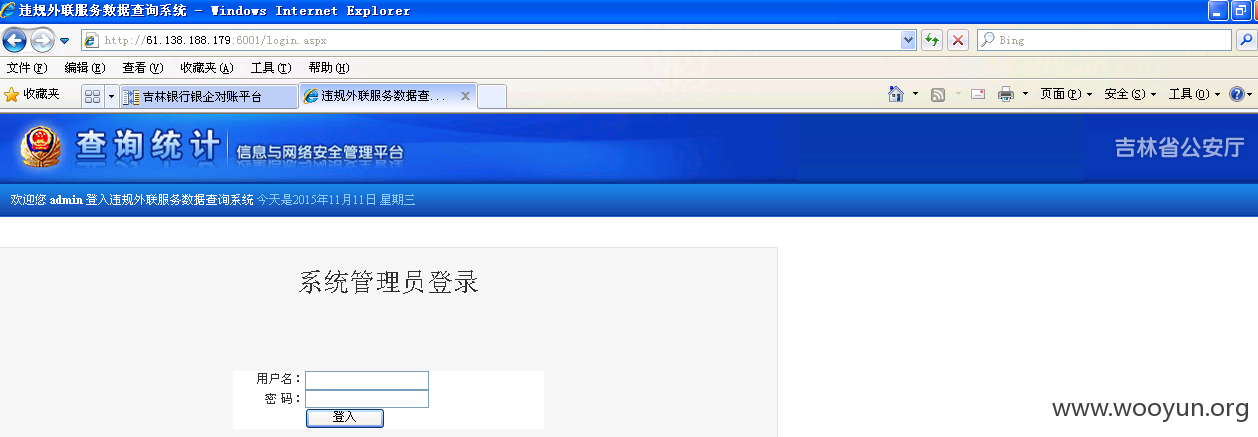 违规外联服务数据查询系统 - Windows Internet Explorer
http://61.138.188.179:6001/login.aspx
Bing
文件(F) 编辑(E) 查看(V) 收藏夹(A) 工具(T) 帮助(H)
收藏夹 吉林银行银企对账平台 违规外联服务数据查... 页面(P) 安全(S) 工具(O)
查询统计 信息与网络安全管理平台 吉林省公安厅
欢迎您 admin 登入违规外联服务数据查询系统 今天是2015年11月11日 星期三
系统管理员登录
用户名：
密 码：
登入
www.wooyun.org